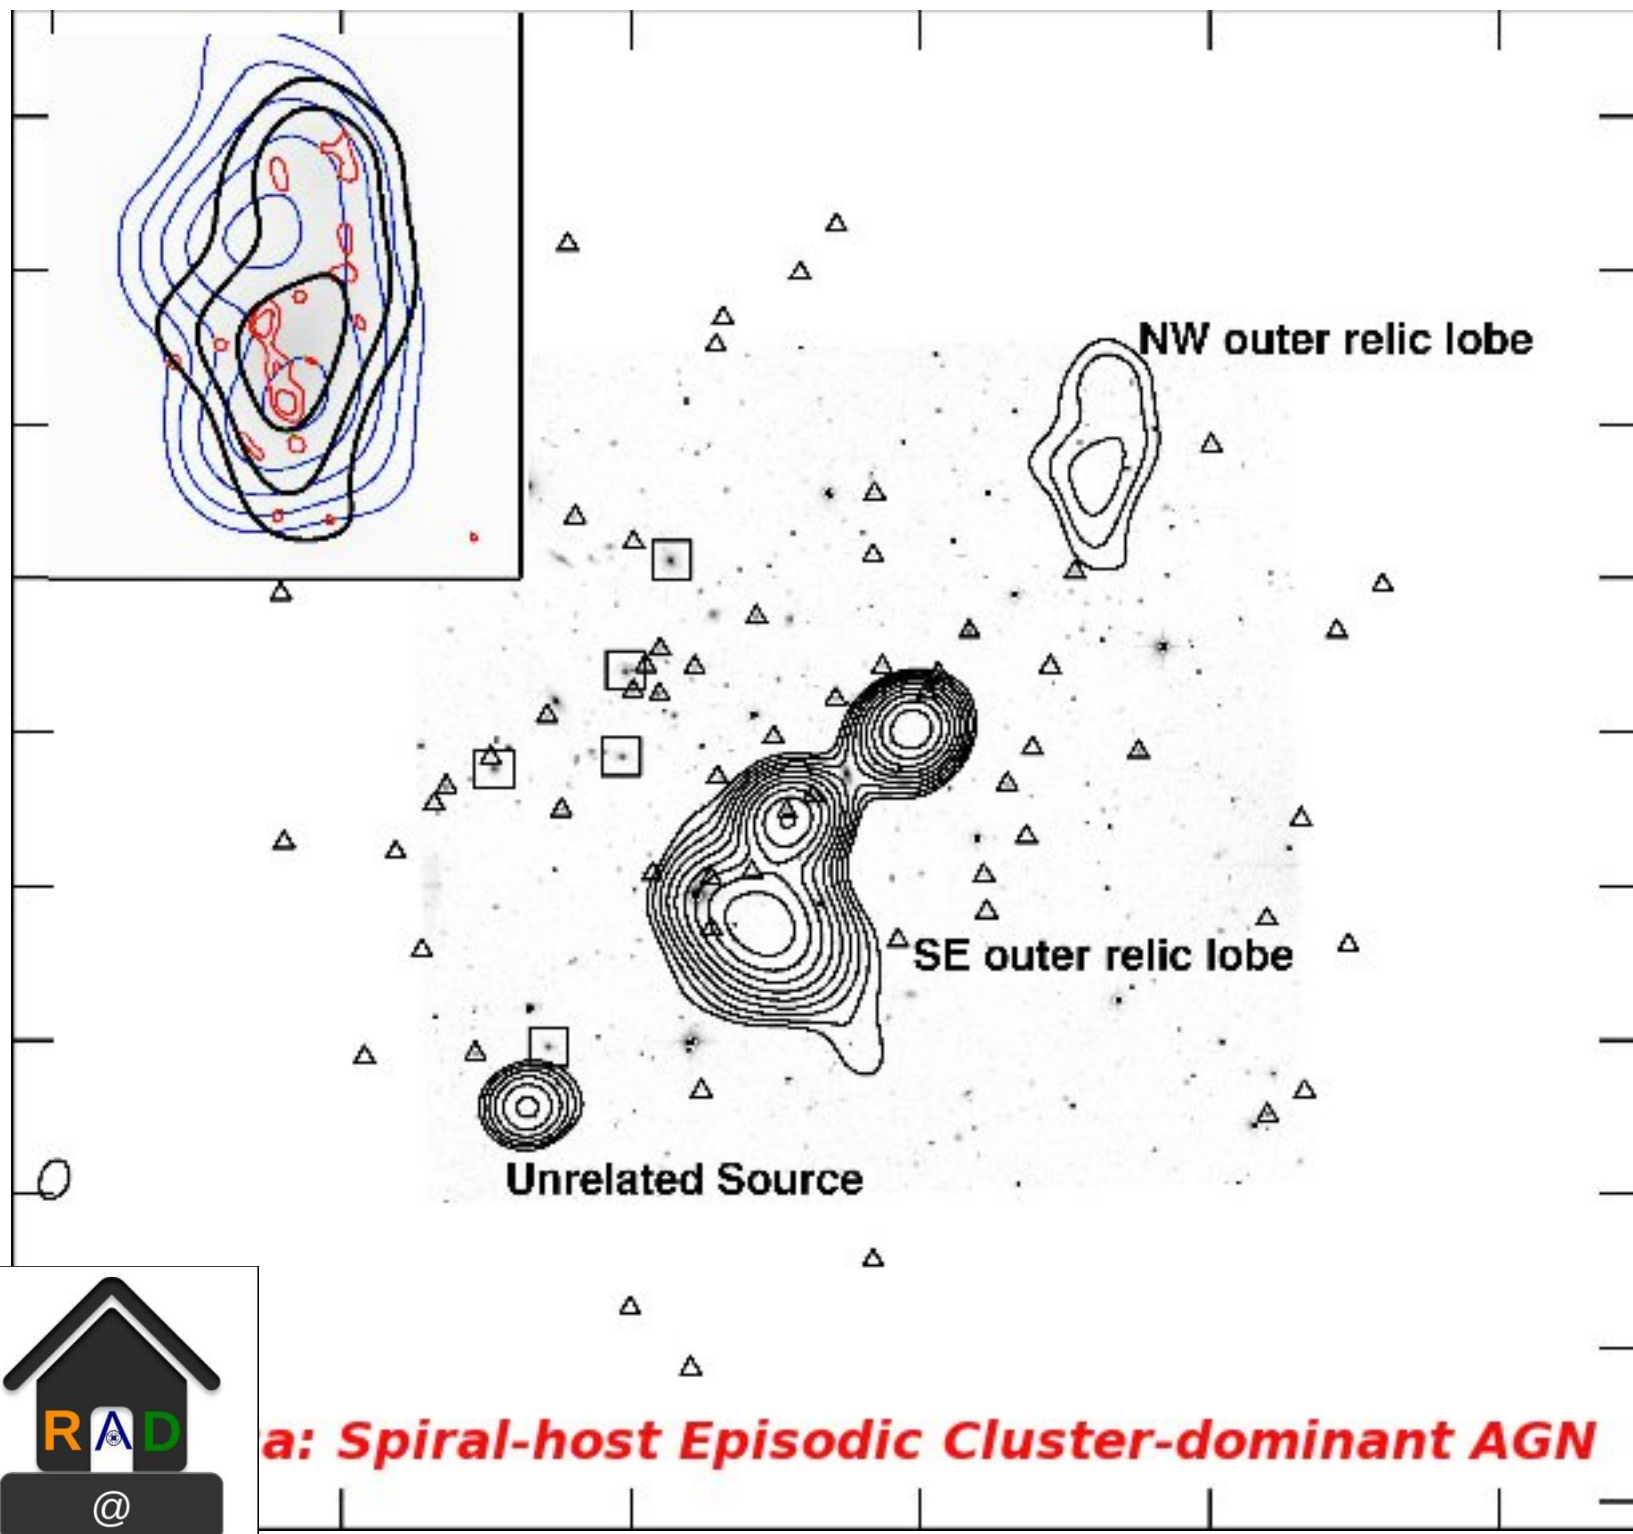 NW outer relic lobe
SE outer relic lobe
Unrelated Source
a: Spiral-host Episodic Cluster-dominant AGN
RAD
@